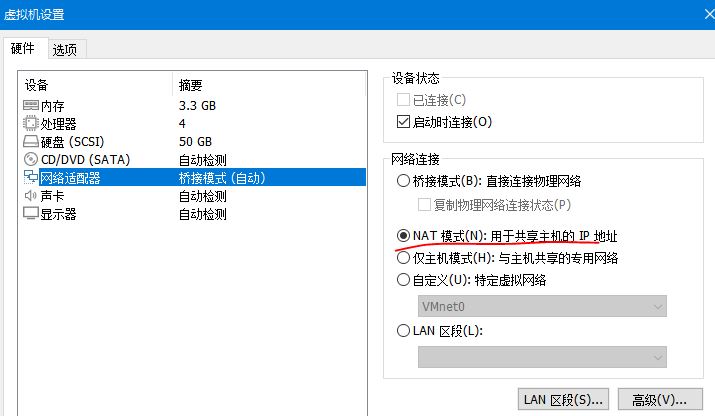 虚拟机设置
硬件 选项
设备 摘要
内存 3.3 GB
处理器 4
硬盘 (SCSI) 50 GB
CD/DVD (SATA) 自动检测
网络适配器 桥接模式 (自动)
声卡 自动检测
显示器 自动检测
设备状态
已连接(C)
启动时连接(O)
网络连接
桥接模式(B): 直接连接物理网络
复制物理网络连接状态(P)
NAT 模式(N): 用于共享主机的 IP 地址
仅主机模式(H): 与主机共享的专用网络
自定义(U): 特定虚拟网络
VMnet0
LAN 区段(L):
LAN 区段(S)... 高级(V)...